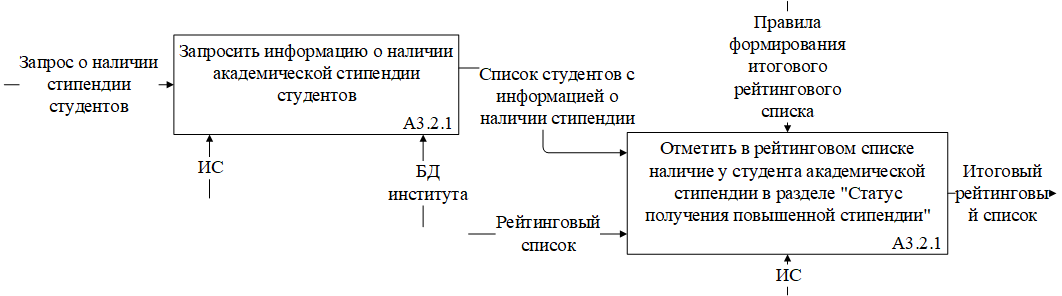 Запрос о наличии
стипендии
студентов
Запросить информацию о наличии
академической стипендии
студентов
А3.2.1
ИС
БД
института
Список студентов с
информацией о
наличии стипендии
Рейтинговый
список
Правила
формирования
итогового
рейтингового
списка
Отметить в рейтинговом списке
наличие у студента академической
стипендии в разделе "Статус
получения повышенной стипендии"
А3.2.1
ИС
Итоговый
рейтинговы
й список